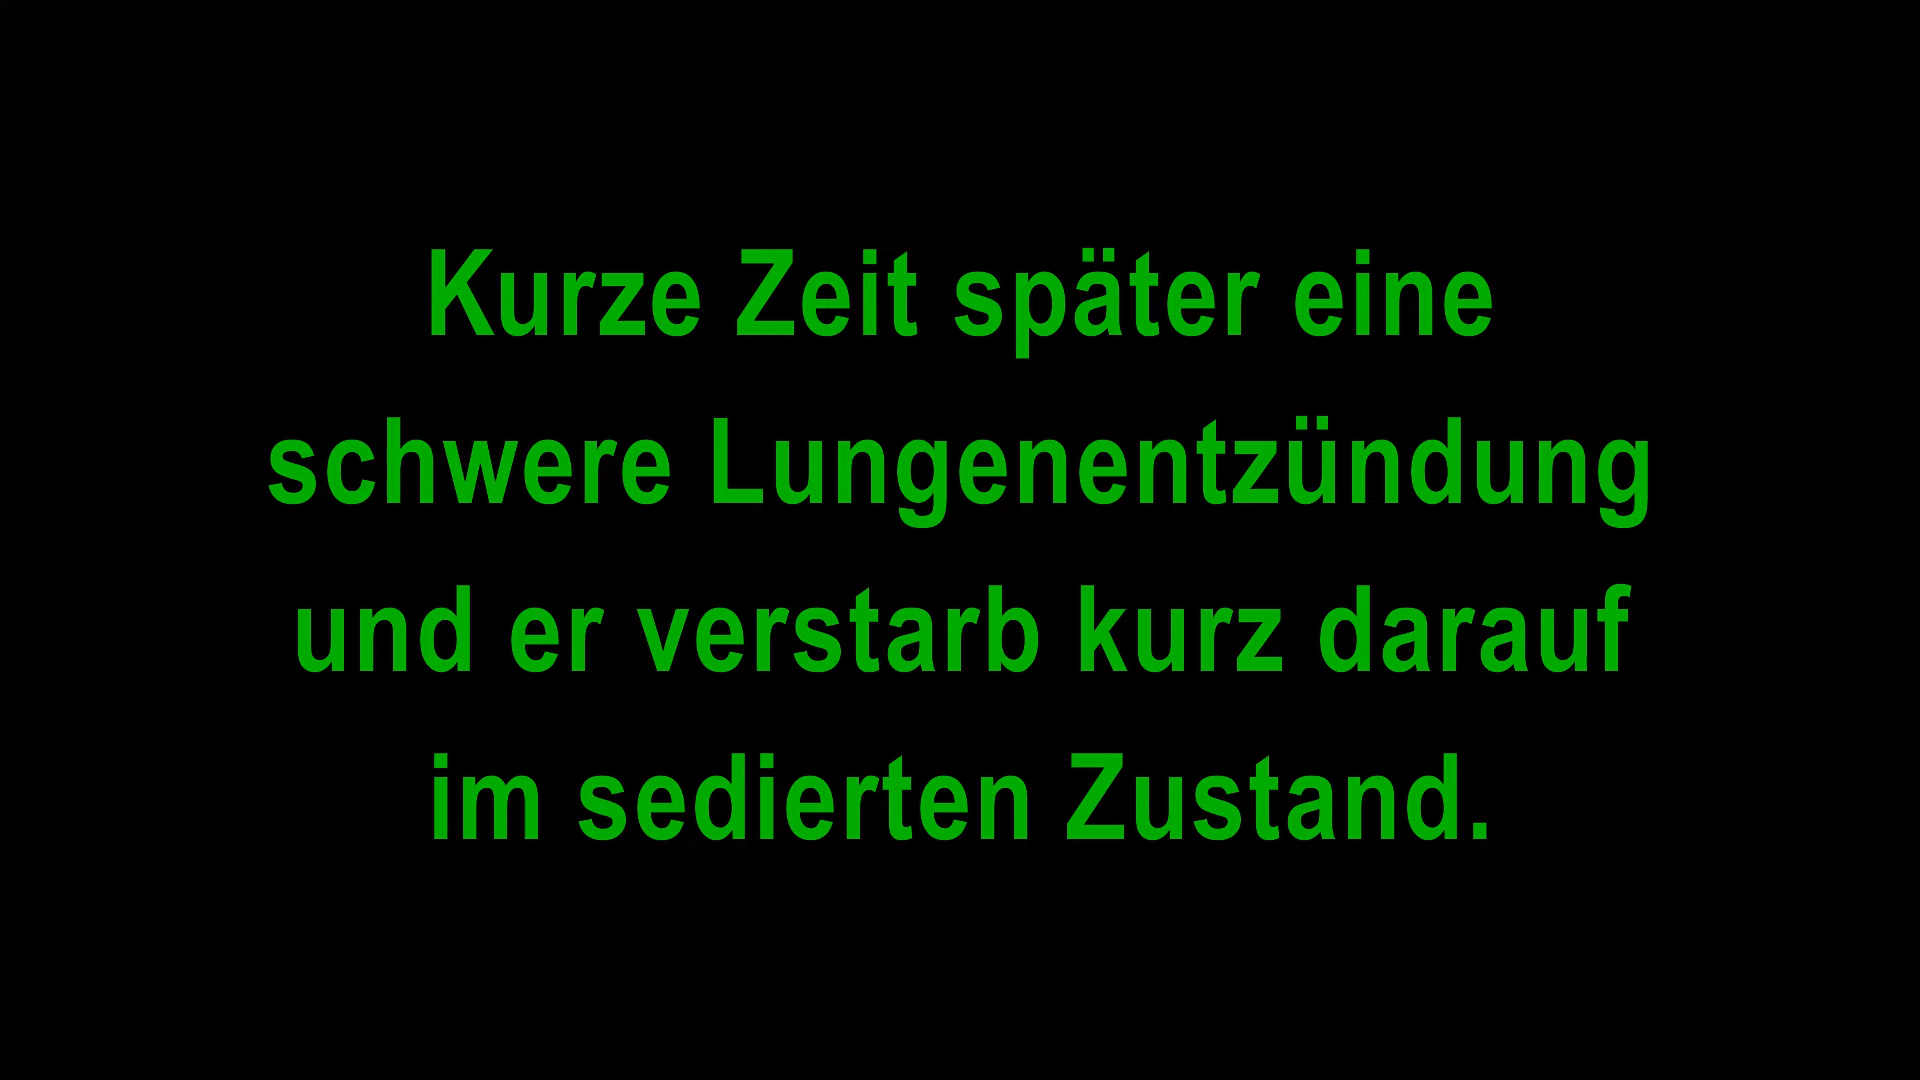 Kurze Zeit später eine
schwere Lungenentzündung
und er verstarb kurz darauf
im sedierten Zustand.